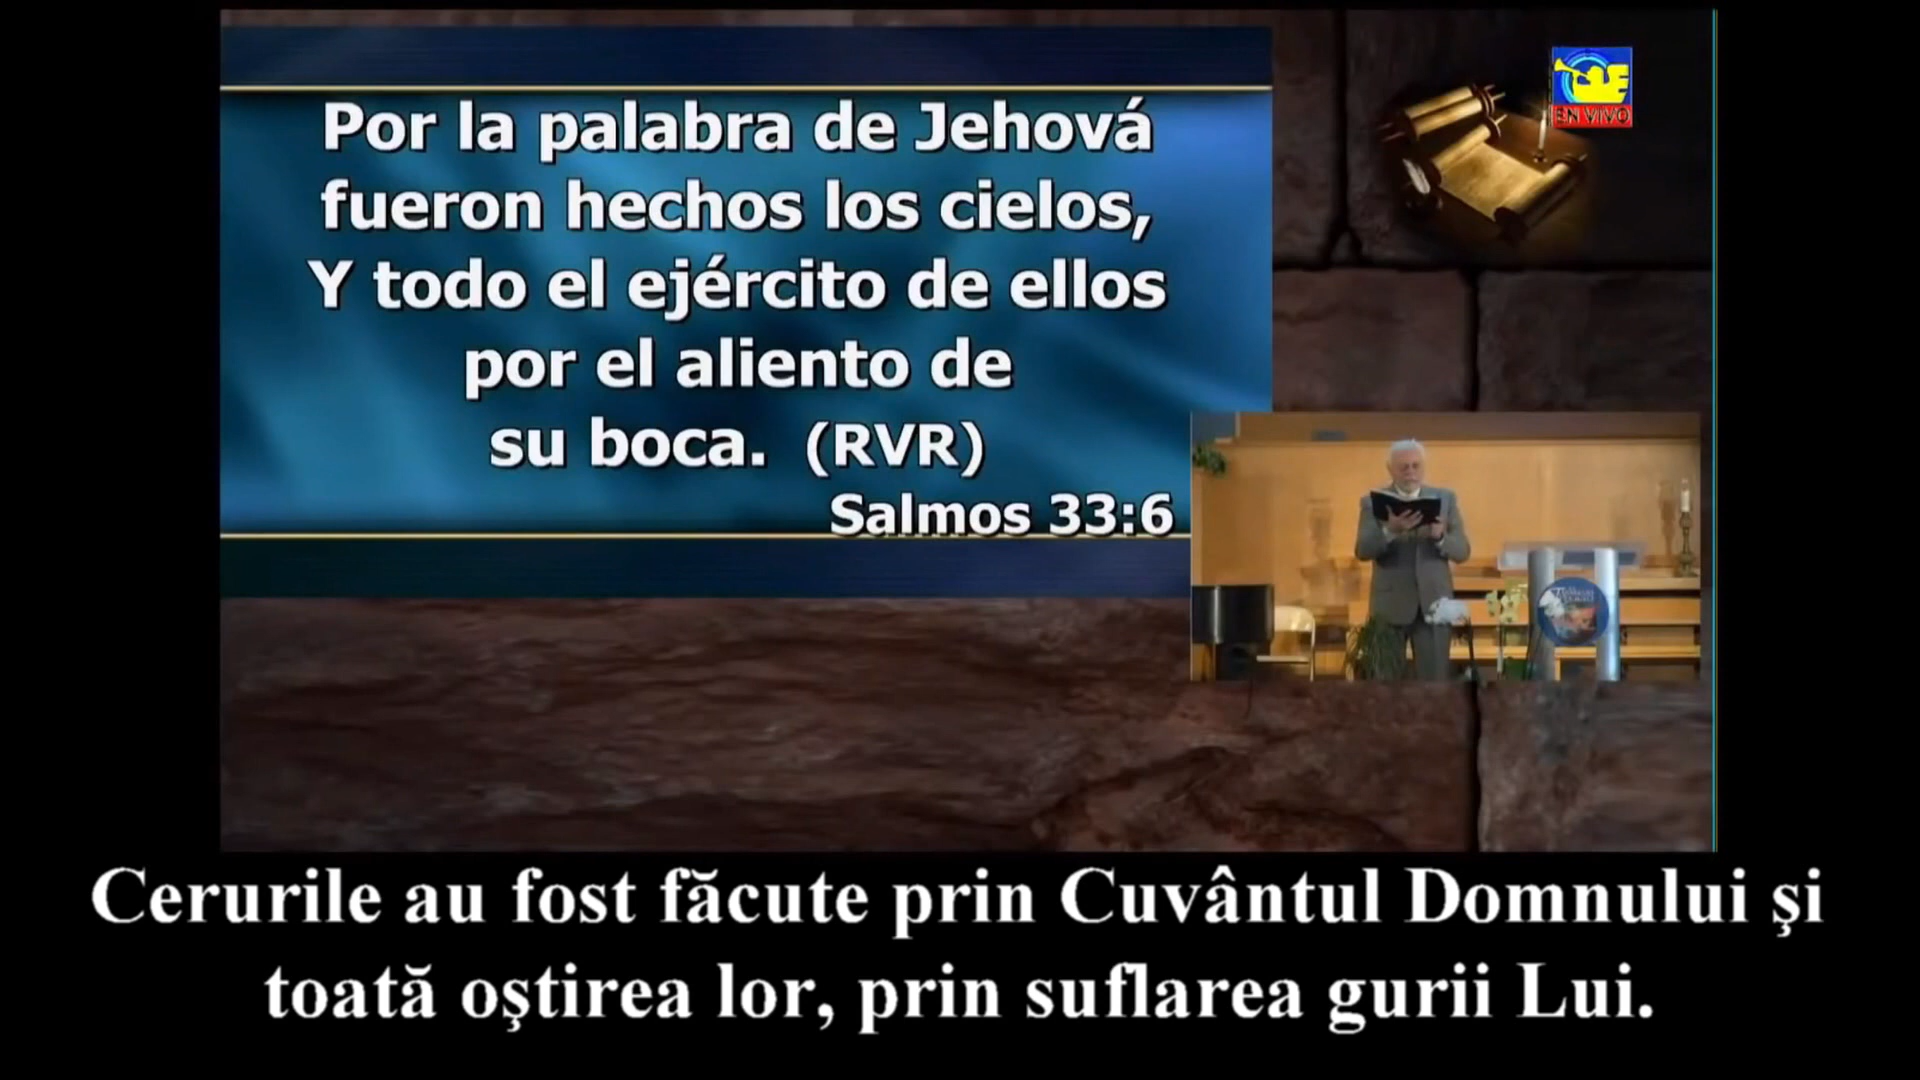 Por la palabra de Jehová
fueron hechos los cielos,
Y todo el ejército de ellos
por el aliento de
su boca. (RVR)
Salmos 33:6
EN VIVO
Cerurile au fost făcute prin Cuvântul Domnului şi
toată oştirea lor, prin suflarea gurii Lui.